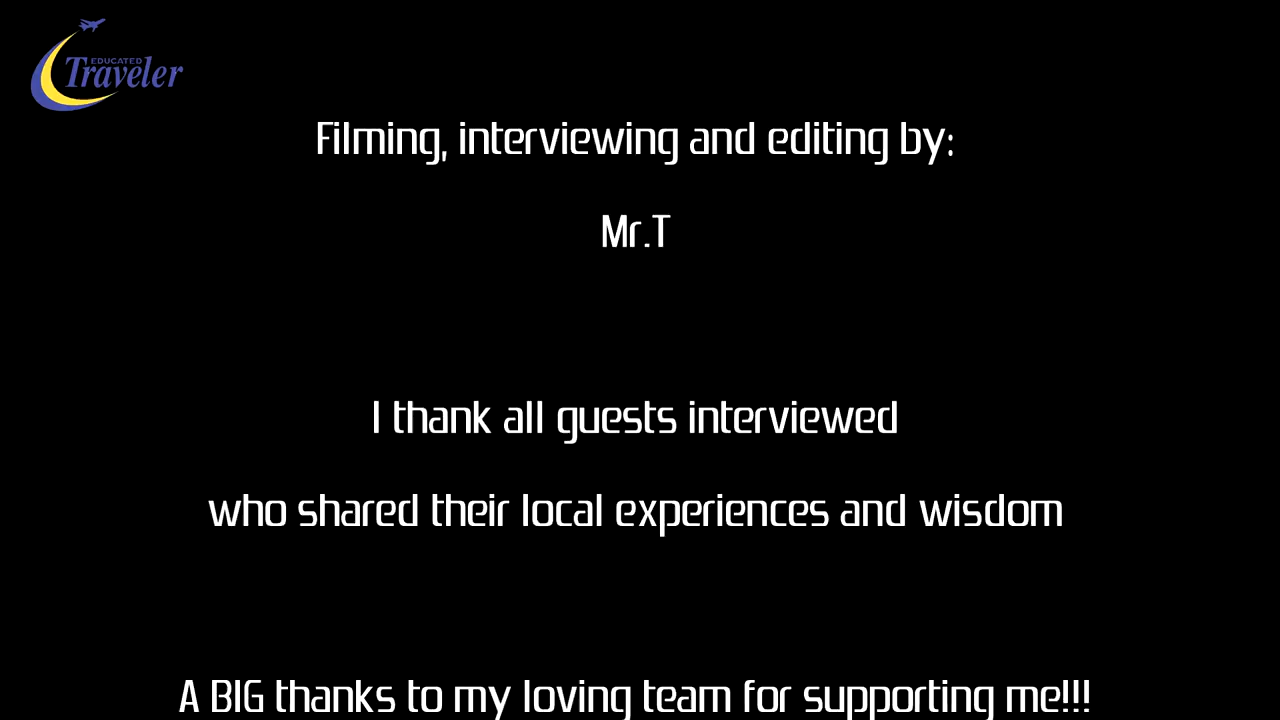 EDUCATED
Traveler
Filming, interviewing and editing by:
Mr.T
I thank all guests interviewed
who shared their local experiences and wisdom
A BIG thanks to my loving team for supporting me!!!